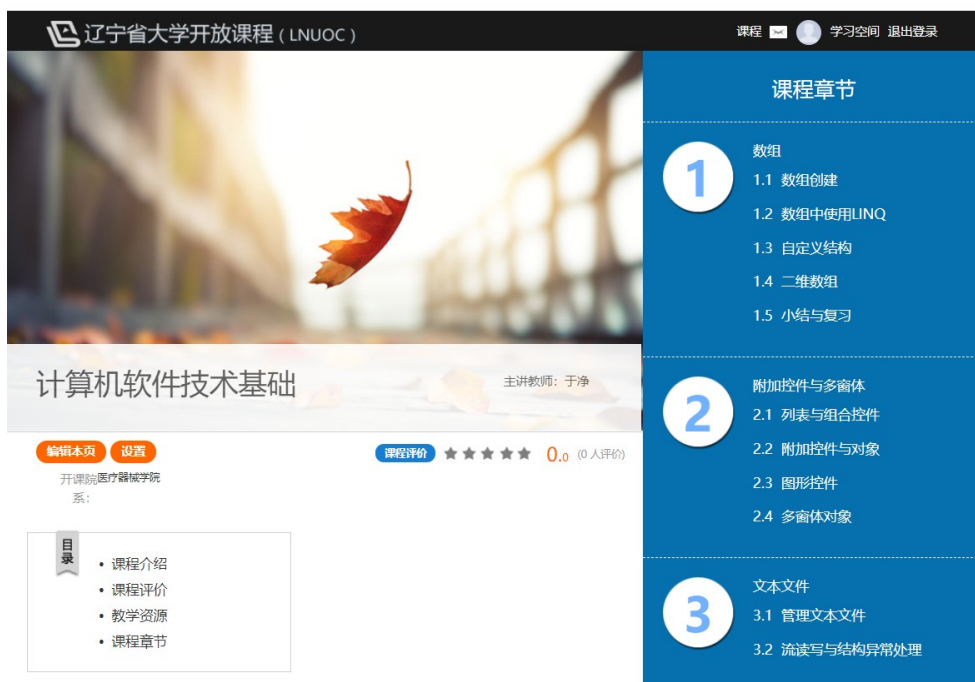 辽宁省大学开放课程(LNUOC)
课程 学习空间 退出登录
计算机软件技术基础
主讲教师：于净
编辑本页 设置
课程评价 0.0 (0 人评价)
开课院系：
医疗器械学院
目录
• 课程介绍
• 课程评价
• 教学资源
• 课程章节
课程章节
1
数组
1.1 数组创建
1.2 数组中使用LINQ
1.3 自定义结构
1.4 二维数组
1.5 小结与复习
2
附加控件与多窗体
2.1 列表与组合控件
2.2 附加控件与对象
2.3 图形控件
2.4 多窗体对象
3
文本文件
3.1 管理文本文件
3.2 流读写与结构异常处理